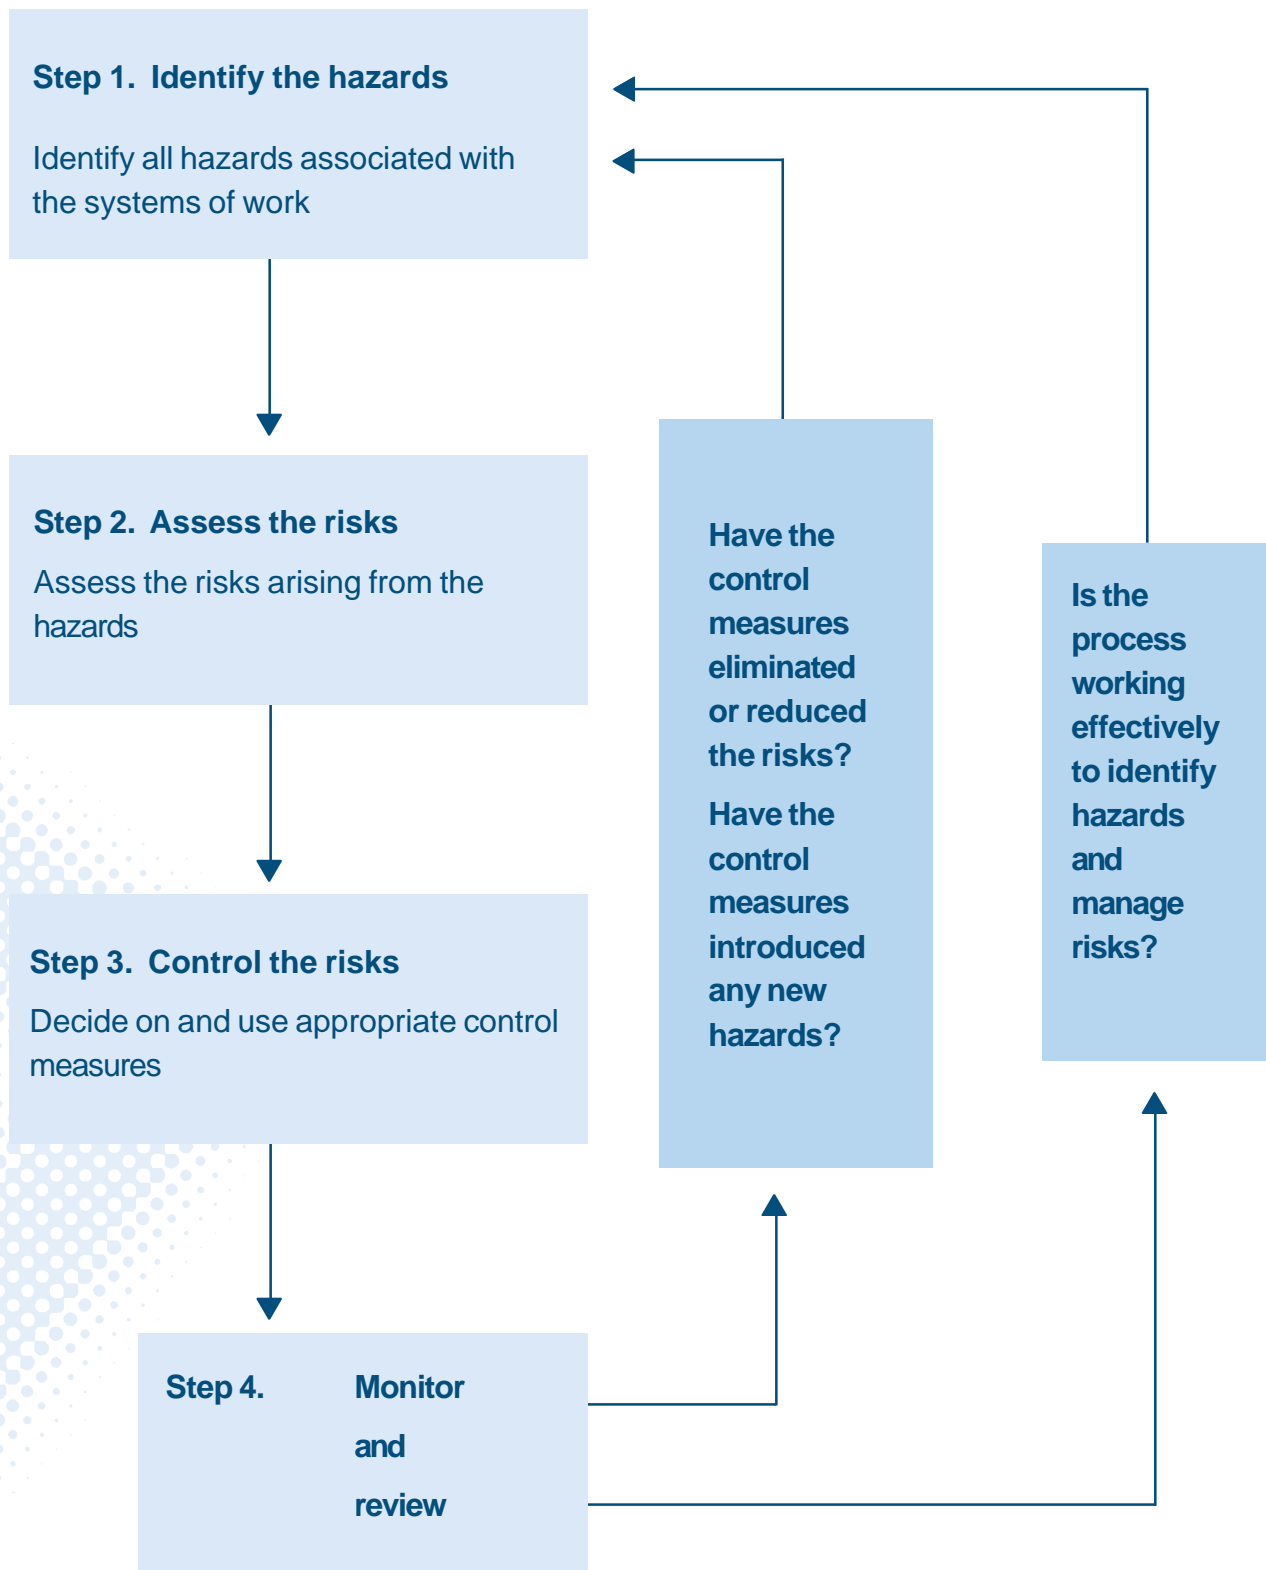 Step 1. Identify the hazards
Identify all hazards associated with
the systems of work
Step 2. Assess the risks
Assess the risks arising from the
hazards
Step 3. Control the risks
Decide on and use appropriate control
measures
Step 4. Monitor
and
review
Have the
control
measures
eliminated
or reduced
the risks?
Have the
control
measures
introduced
any new
hazards?
Is the
process
working
effectively
to identify
hazards
and
manage
risks?